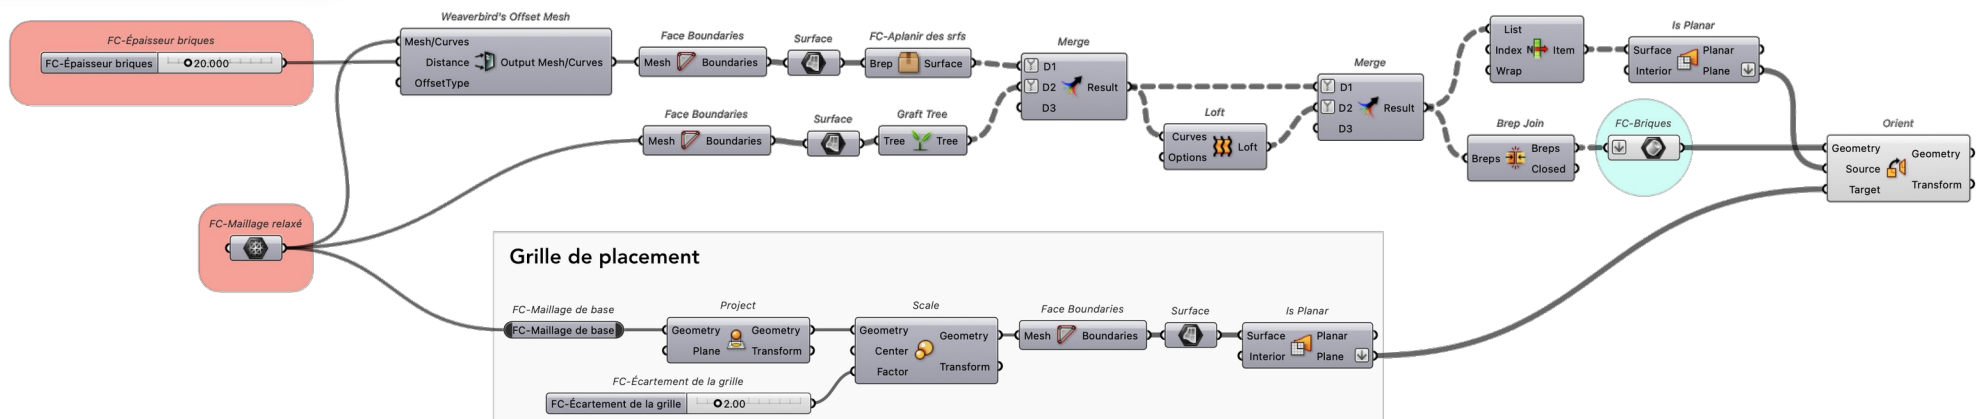 FC-Épaisseur briques
FC-Épaisseur briques 20.000
FC-Maillage relaxé
Weaverbird's Offset Mesh
Mesh/Curves
Distance Output Mesh/Curves
OffsetType
Face Boundaries
Mesh Boundaries
Surface
FC-Aplanir des srfs
Brep Surface
Face Boundaries
Mesh Boundaries
Surface
Graft Tree
Tree Tree
Merge
D1
D2 Result
D3
Loft
Curves
Options Loft
Merge
D1
D2 Result
D3
List
Index Item
Wrap
Is Planar
Surface Planar
Interior Plane
Brep Join
Breps Breps
Closed
FC-Briques
Orient
Geometry Geometry
Source
Target Transform
Grille de placement
FC-Maillage de base
FC-Maillage de base
Project
Geometry Geometry
Plane Transform
FC-Écartement de la grille
FC-Écartement de la grille 2.00
Scale
Geometry Geometry
Center
Factor Transform
Face Boundaries
Mesh Boundaries
Surface
Is Planar
Surface Planar
Interior Plane